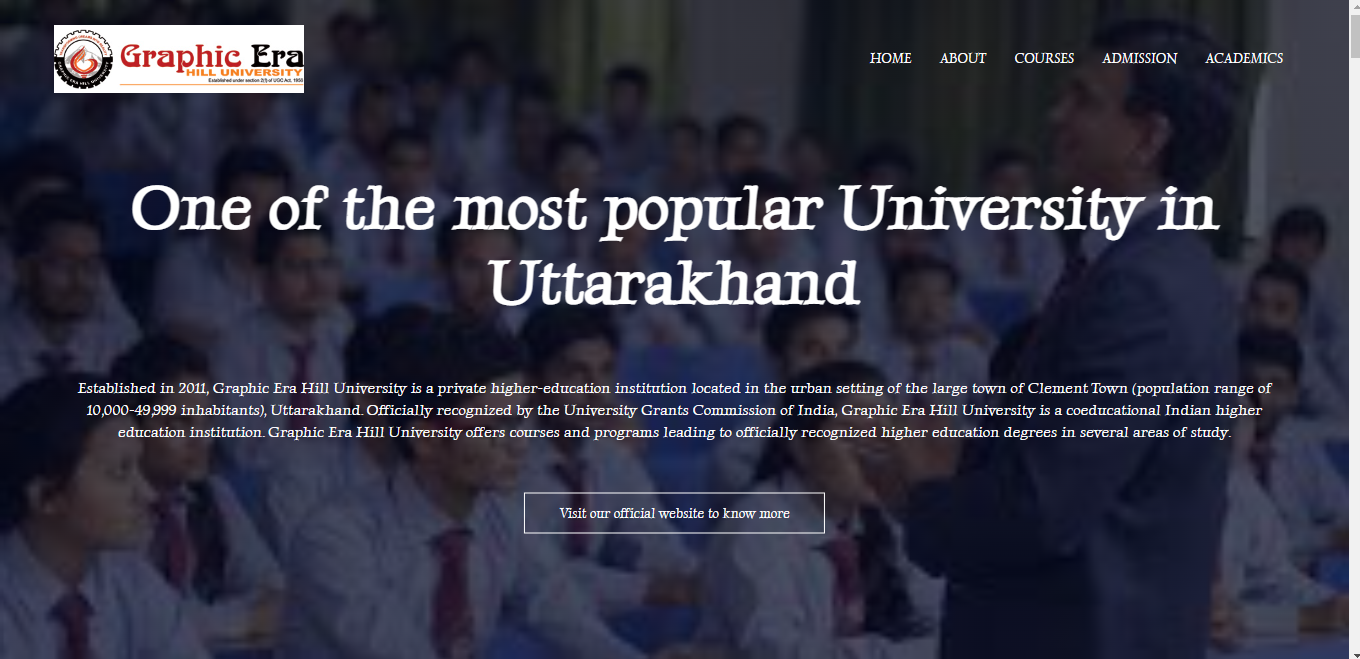 Graphic Era
HILL UNIVERSITY
Established under section 2(f) of UGC Act. 1956
HOME ABOUT COURSES ADMISSION ACADEMICS
One of the most popular University in
Uttarakhand
Established in 2011, Graphic Era Hill University is a private higher-education institution located in the urban setting of the large town of Clement Town (population range of
10,000-49,999 inhabitants), Uttarakhand. Officially recognized by the University Grants Commission of India, Graphic Era Hill University is a coeducational Indian higher
education institution. Graphic Era Hill University offers courses and programs leading to officially recognized higher education degrees in several areas of study.
Visit our official website to know more